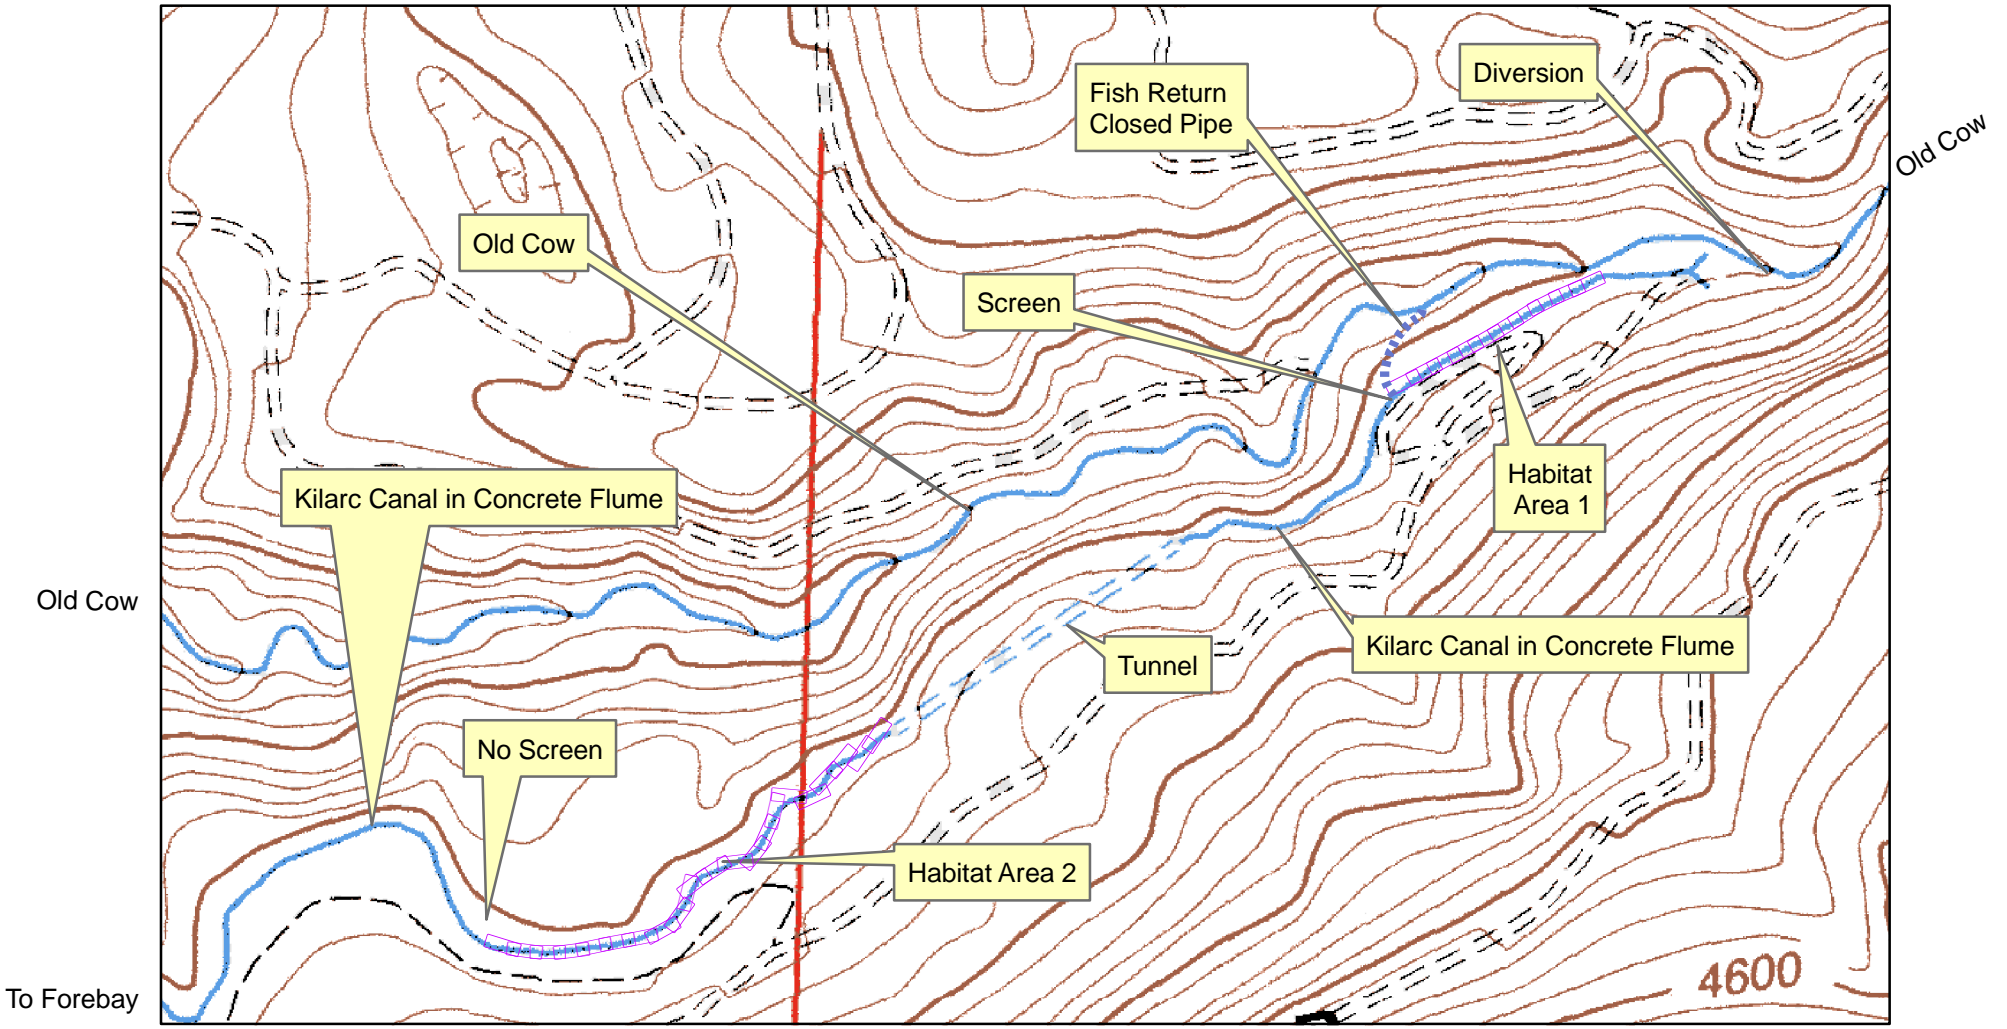 Diversion
Fish Return
Closed Pipe
Old Cow
Old Cow
Screen
Habitat
Area 1
Kilarc Canal in Concrete Flume
Old Cow
Kilarc Canal in Concrete Flume
Tunnel
No Screen
Habitat Area 2
4600
To Forebay